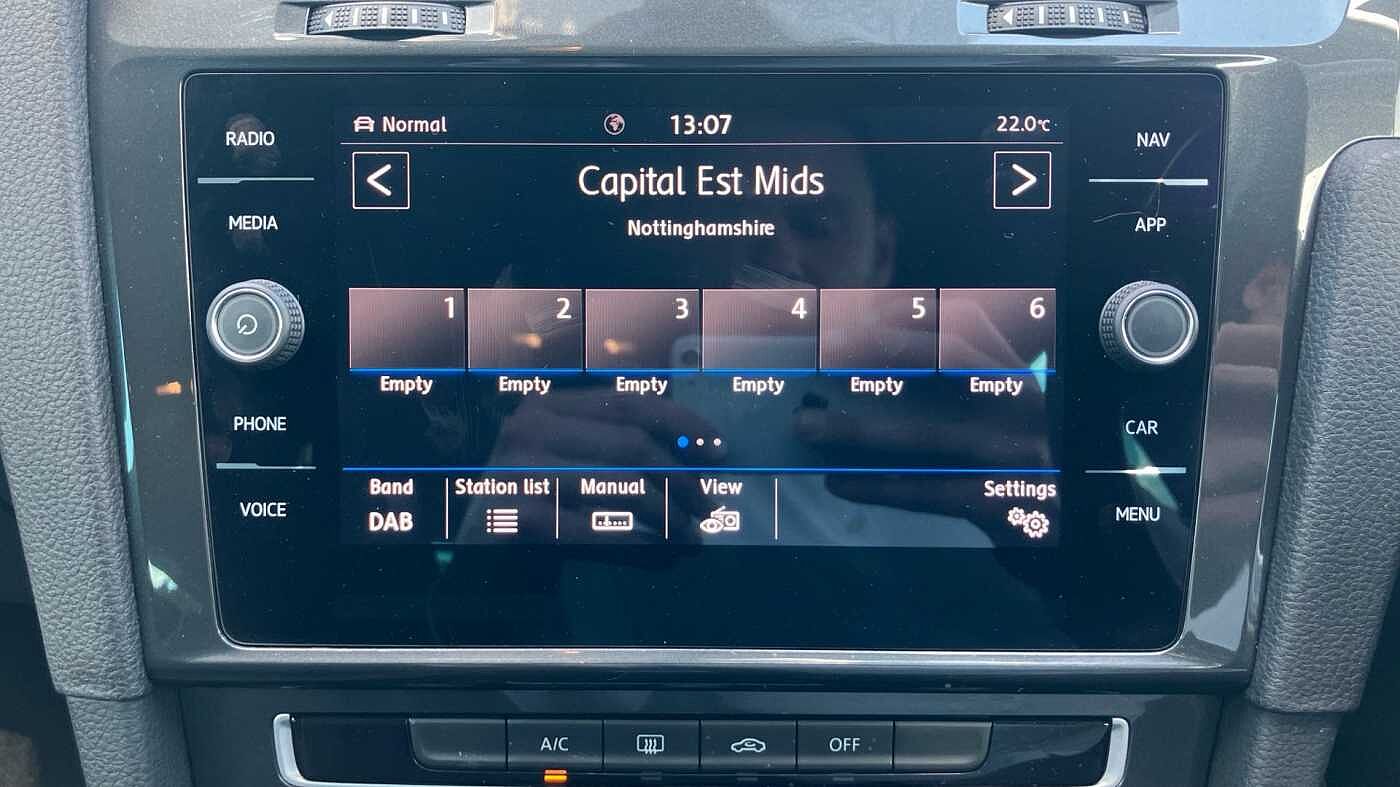 Normal 13:07 22.0°C
RADIO
NAV
< Capital Est Mids >
Nottinghamshire
MEDIA
APP
1 2 3 4 5 6
Empty Empty Empty Empty Empty Empty
PHONE
CAR
Band Station list Manual View Settings
DAB
VOICE
MENU
A/C OFF